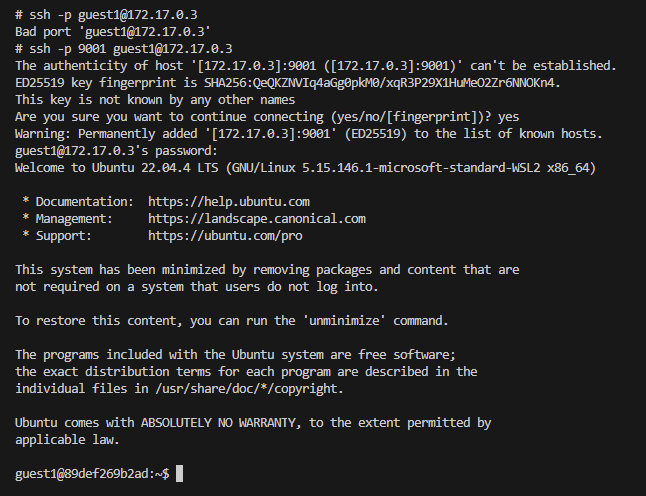 # ssh -p guest1@172.17.0.3
Bad port 'guest1@172.17.0.3'
# ssh -p 9001 guest1@172.17.0.3
The authenticity of host '[172.17.0.3]:9001 ([172.17.0.3]:9001)' can't be established.
ED25519 key fingerprint is SHA256:QeQKZNVIq4aGg0pkM0/xqR3P29X1HuMeO2Zr6NNOKn4.
This key is not known by any other names
Are you sure you want to continue connecting (yes/no/[fingerprint])? yes
Warning: Permanently added '[172.17.0.3]:9001' (ED25519) to the list of known hosts.
guest1@172.17.0.3's password:
Welcome to Ubuntu 22.04.4 LTS (GNU/Linux 5.15.146.1-microsoft-standard-WSL2 x86_64)

 * Documentation:  https://help.ubuntu.com
 * Management:     https://landscape.canonical.com
 * Support:        https://ubuntu.com/pro

This system has been minimized by removing packages and content that are
not required on a system that users do not log into.

To restore this content, you can run the 'unminimize' command.

The programs included with the Ubuntu system are free software;
the exact distribution terms for each program are described in the
individual files in /usr/share/doc/*/copyright.

Ubuntu comes with ABSOLUTELY NO WARRANTY, to the extent permitted by
applicable law.

guest1@89def269b2ad:~$